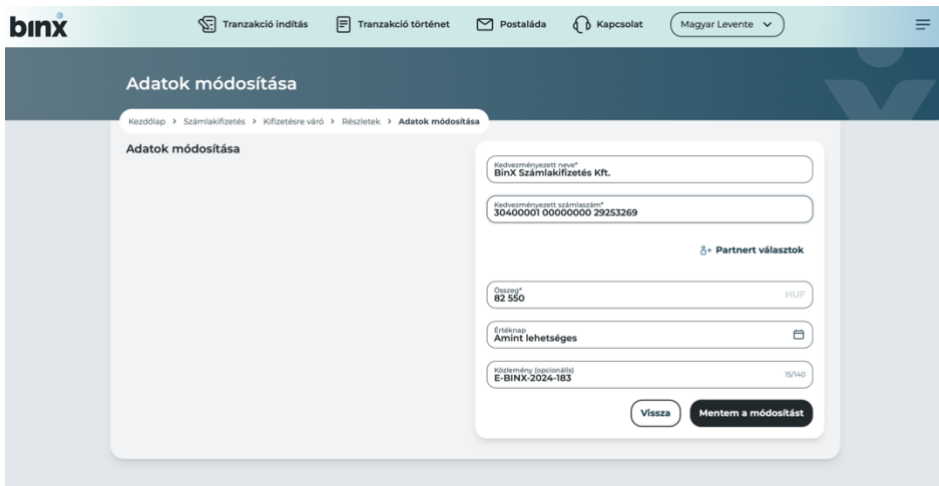 binx
Tranzakció indítás
Tranzakció történet
Postaláda
Kapcsolat
Magyar Levente
Adatok módosítása
Kezdőlap > Számlakifizetés > Kifizetésre váró > Részletek > Adatok módosítása
Adatok módosítása
Kedvezményezett neve*
BinX Számlakifizetés Kft.
Kedvezményezett számlaszám*
30400001 00000000 29253269
Partnert választok
Összeg*
82 550 HUF
Értéknap
Amint lehetséges
Közlemény (opcionális)
E-BINX-2024-183 15/140
Vissza
Mentem a módosítást